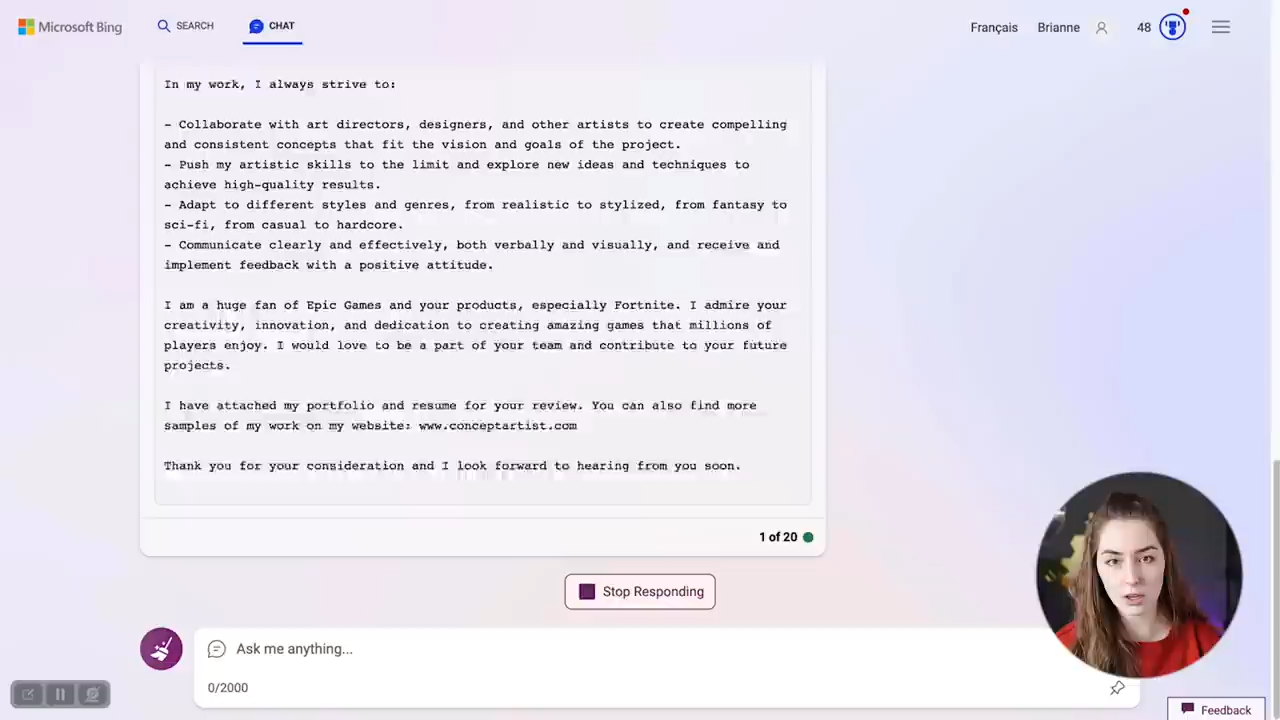 Microsoft Bing
SEARCH
CHAT
Français
Brianne
48
In my work, I always strive to:
- Collaborate with art directors, designers, and other artists to create compelling
and consistent concepts that fit the vision and goals of the project.
- Push my artistic skills to the limit and explore new ideas and techniques to
achieve high-quality results.
- Adapt to different styles and genres, from realistic to stylized, from fantasy to
sci-fi, from casual to hardcore.
- Communicate clearly and effectively, both verbally and visually, and receive and
implement feedback with a positive attitude.
I am a huge fan of Epic Games and your products, especially Fortnite. I admire your
creativity, innovation, and dedication to creating amazing games that millions of
players enjoy. I would love to be a part of your team and contribute to your future
projects.
I have attached my portfolio and resume for your review. You can also find more
samples of my work on my website: www.conceptartist.com
Thank you for your consideration and I look forward to hearing from you soon.
1 of 20
Stop Responding
Ask me anything...
0/2000
Feedback